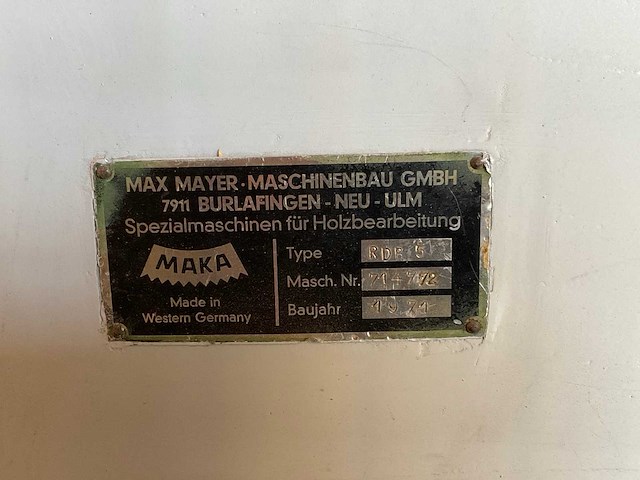 MAX MAYER-MASCHINENBAU GMBH
7911 BURLAFINGEN - NEU - ULM
Spezialmaschinen für Holzbearbeitung
MAKA
Made in
Western Germany
Type
Masch. Nr.
Baujahr 1971